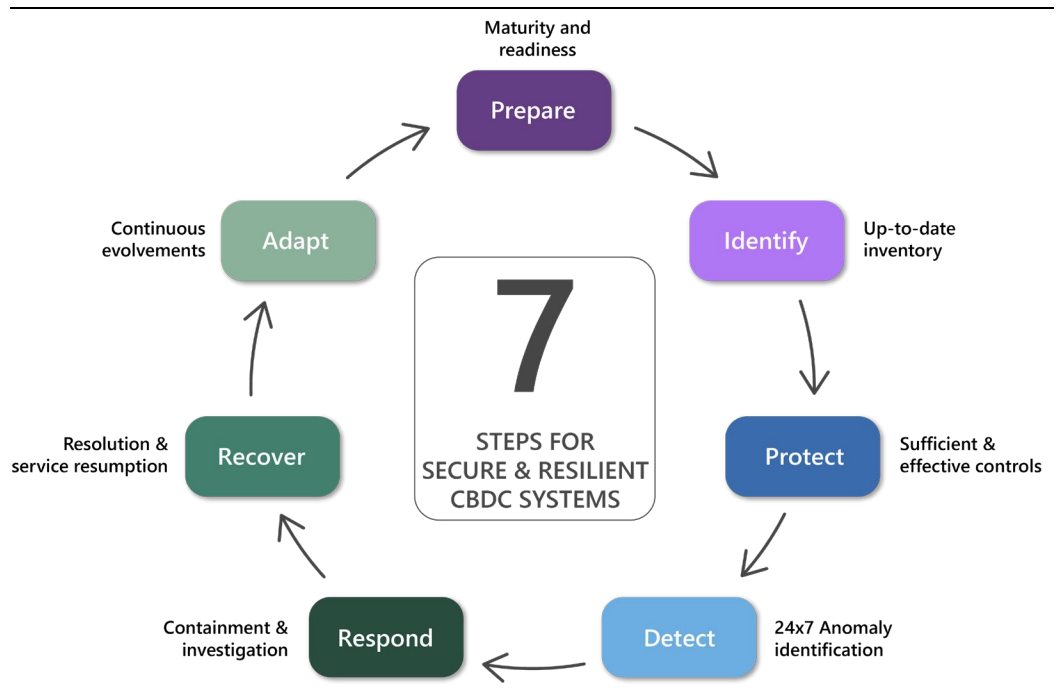 Maturity and
readiness
Prepare
Identify
Up-to-date
inventory
Protect
Sufficient &
effective controls
Detect
24x7 Anomaly
identification
Respond
Containment &
investigation
Recover
Resolution &
service resumption
Adapt
Continuous
evolvements
7
STEPS FOR
SECURE & RESILIENT
CBDC SYSTEMS